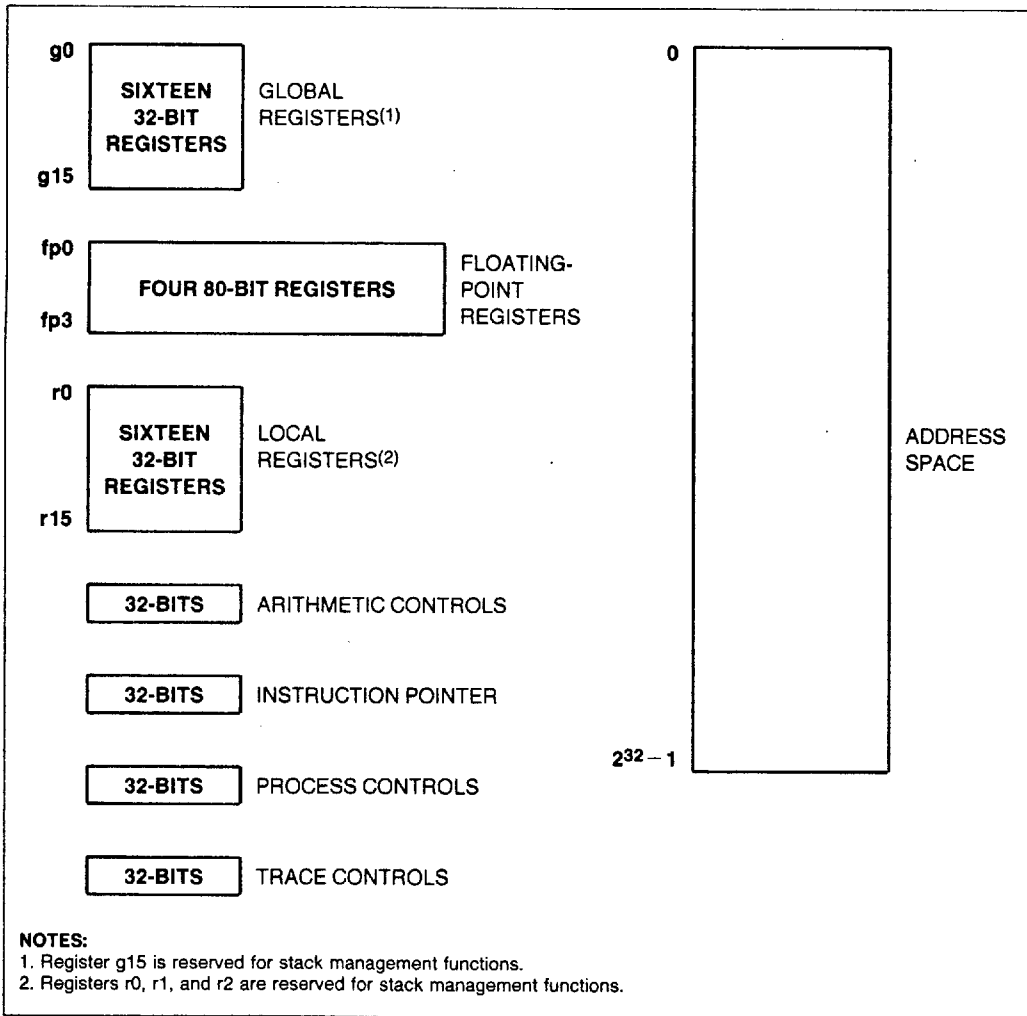 g0
SIXTEEN
32-BIT
REGISTERS
g15
GLOBAL
REGISTERS(1)
fp0
FOUR 80-BIT REGISTERS
fp3
FLOATING-
POINT
REGISTERS
r0
SIXTEEN
32-BIT
REGISTERS
r15
LOCAL
REGISTERS(2)
32-BITS ARITHMETIC CONTROLS
32-BITS INSTRUCTION POINTER
32-BITS PROCESS CONTROLS
32-BITS TRACE CONTROLS
0
ADDRESS
SPACE
2³²−1
NOTES:
1. Register g15 is reserved for stack management functions.
2. Registers r0, r1, and r2 are reserved for stack management functions.